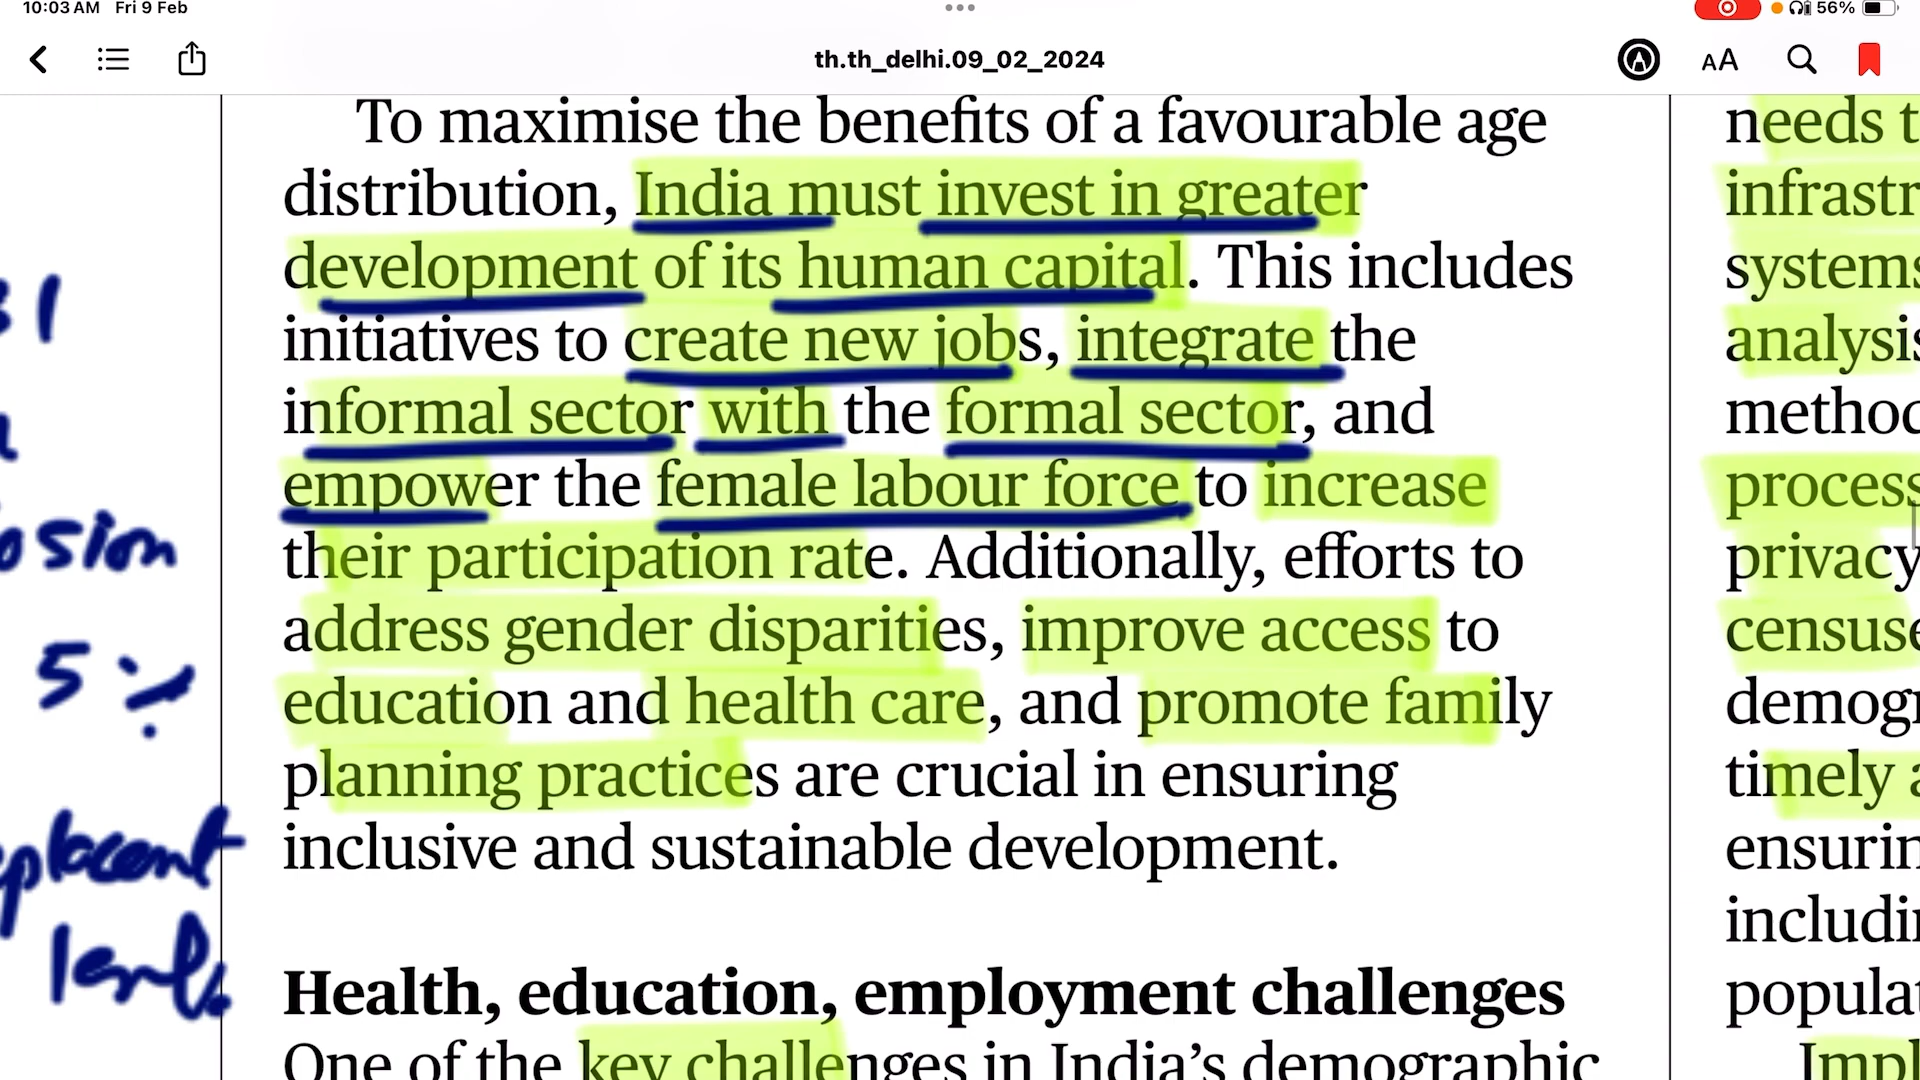 10:03 AM Fri 9 Feb
56%
th.th_delhi.09_02_2024
AA
To maximise the benefits of a favourable age
distribution, India must invest in greater
development of its human capital. This includes
initiatives to create new jobs, integrate the
informal sector with the formal sector, and
empower the female labour force to increase
their participation rate. Additionally, efforts to
address gender disparities, improve access to
education and health care, and promote family
planning practices are crucial in ensuring
inclusive and sustainable development.
Health, education, employment challenges
One of the key challenges in India’s demographic
needs t
infrastr
systems
analysis
method
process
privacy
census
demogr
timely a
ensurin
includin
populat
Impl
5 %